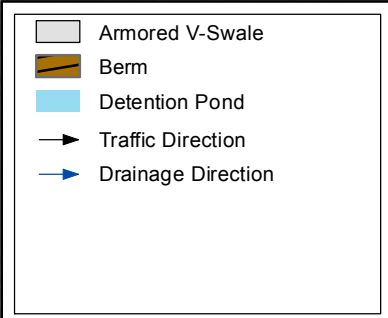 Armored V-Swale
Berm
Detention Pond
Traffic Direction
Drainage Direction